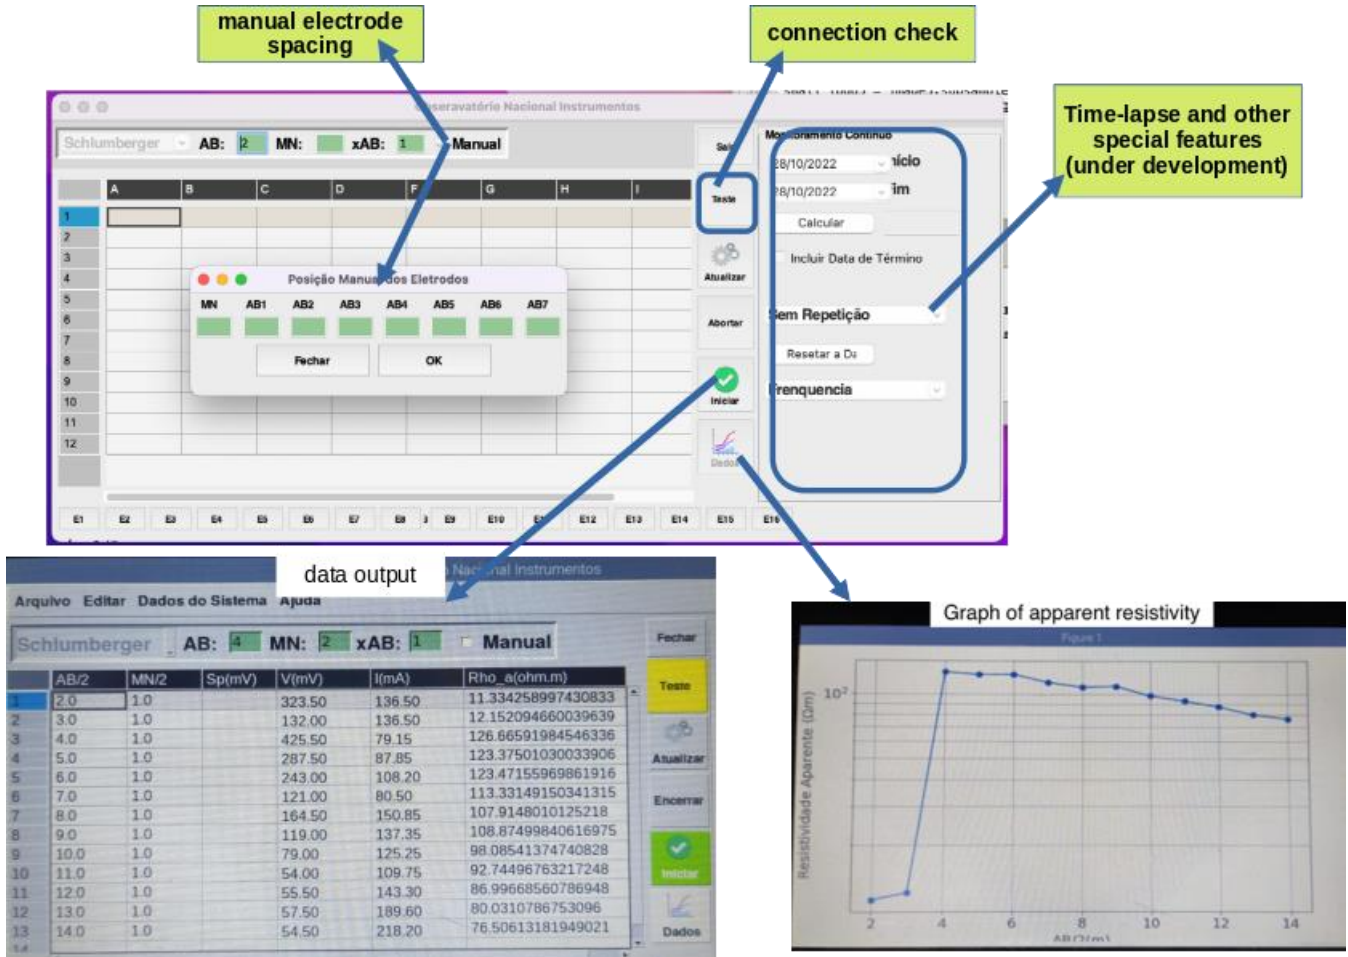 manual electrode
spacing
connection check
Time-lapse and other
special features
(under development)
Obseravatório Nacional Instrumentos
Schlumberger AB: 2 MN: xAB: 1 Manual
A B C D F G H I
1
2
3
4
5
6
7
8
9
10
11
12
Posição Manual dos Eletrodos
MN AB1 AB2 AB3 AB4 AB5 AB6 AB7
Fechar OK
Teste
Atualizar
Abortar
Iniciar
Dados
Monitoramento Contínuo
28/10/2022 Início
28/10/2022 Fim
Calcular
Incluir Data de Término
Sem Repetição
Resetar a Da
Frenquencia
E1 E2 E3 E4 E5 E6 E7 E8 E9 E10 E12 E13 E14 E15 E16
data output
Nacional Instrumentos
Arquivo Editar Dados do Sistema Ajuda
Schlumberger AB: 4 MN: 2 xAB: 1 Manual
Fechar
Teste
Atualizar
Encerrar
Iniciar
Dados
AB/2 MN/2 Sp(mV) V(mV) I(mA) Rho_a(ohm.m)
1 2.0 1.0 323.50 136.50 11.334258997430833
2 3.0 1.0 132.00 136.50 12.152094660039639
3 4.0 1.0 425.50 79.15 126.66591984546336
4 5.0 1.0 287.50 87.85 123.37501030033906
5 6.0 1.0 243.00 108.20 123.47155969861916
6 7.0 1.0 121.00 80.50 113.33149150341315
7 8.0 1.0 164.50 150.85 107.9148010125218
8 9.0 1.0 119.00 137.35 108.87499840616975
9 10.0 1.0 79.00 125.25 98.08541374740828
10 11.0 1.0 54.00 109.75 92.74496763217248
11 12.0 1.0 55.50 143.30 86.99668560786948
12 13.0 1.0 57.50 189.60 80.0310786753096
13 14.0 1.0 54.50 218.20 76.50613181949021
14
Graph of apparent resistivity
Figure 1
Resistividade Aparente (Ωm)
10²
2 4 6 8 10 12 14
AB/2(m)